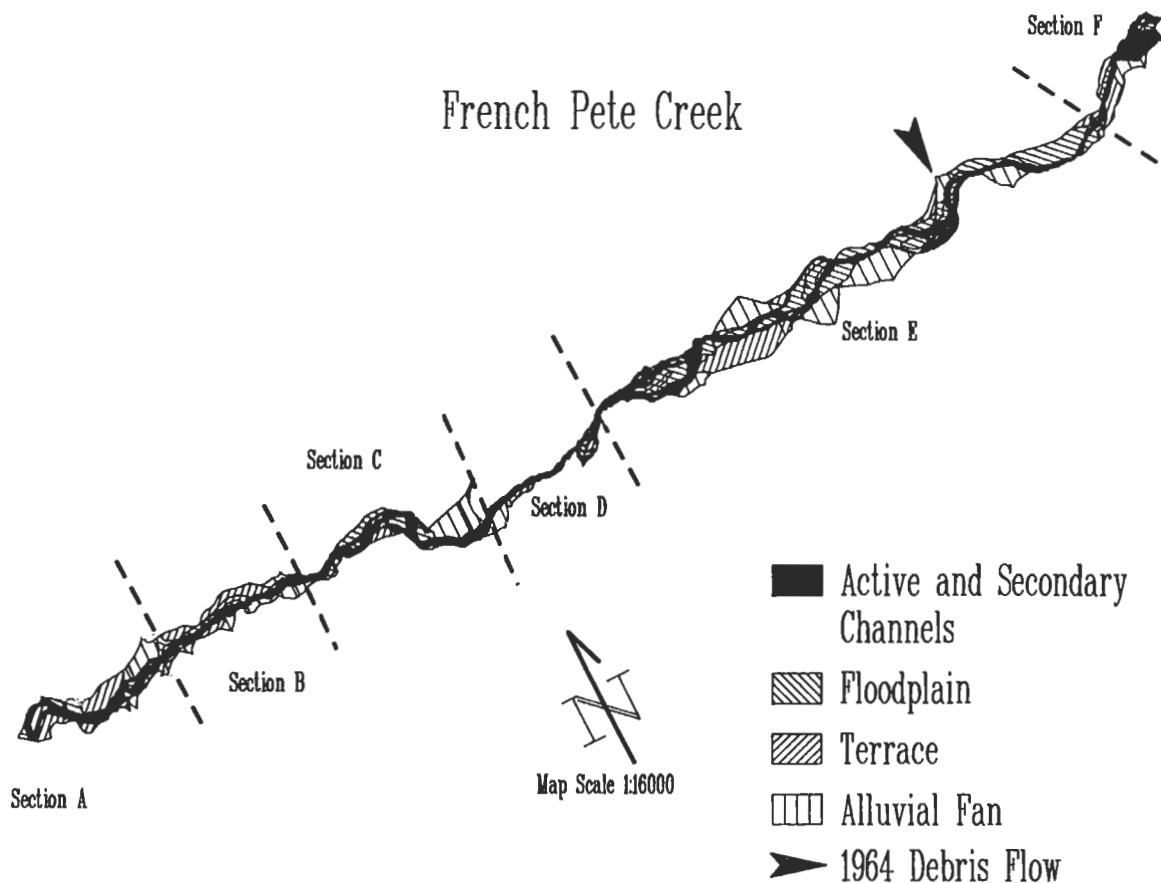 Section F
French Pete Creek
Section E
Section C
Section D
Section B
Section A
N
Map Scale 1:16000
Active and Secondary
Channels
Floodplain
Terrace
Alluvial Fan
1964 Debris Flow